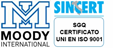 MOODY
INTERNATIONAL
SINCERT
SGQ
CERTIFICATO
UNI EN ISO 9001